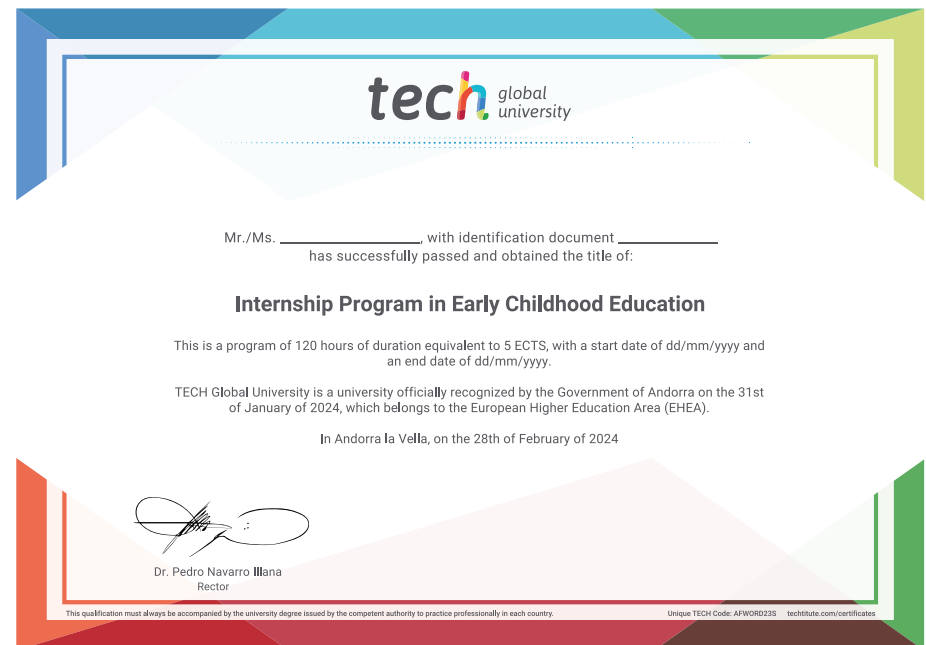 tech global university
Mr./Ms. ____________________, with identification document ______________
has successfully passed and obtained the title of:
Internship Program in Early Childhood Education
This is a program of 120 hours of duration equivalent to 5 ECTS, with a start date of dd/mm/yyyy and
an end date of dd/mm/yyyy.
TECH Global University is a university officially recognized by the Government of Andorra on the 31st
of January of 2024, which belongs to the European Higher Education Area (EHEA).
In Andorra la Vella, on the 28th of February of 2024
Dr. Pedro Navarro Illana
Rector
This qualification must always be accompanied by the university degree issued by the competent authority to practice professionally in each country.
Unique TECH Code: AFWORD23S techtitute.com/certificates